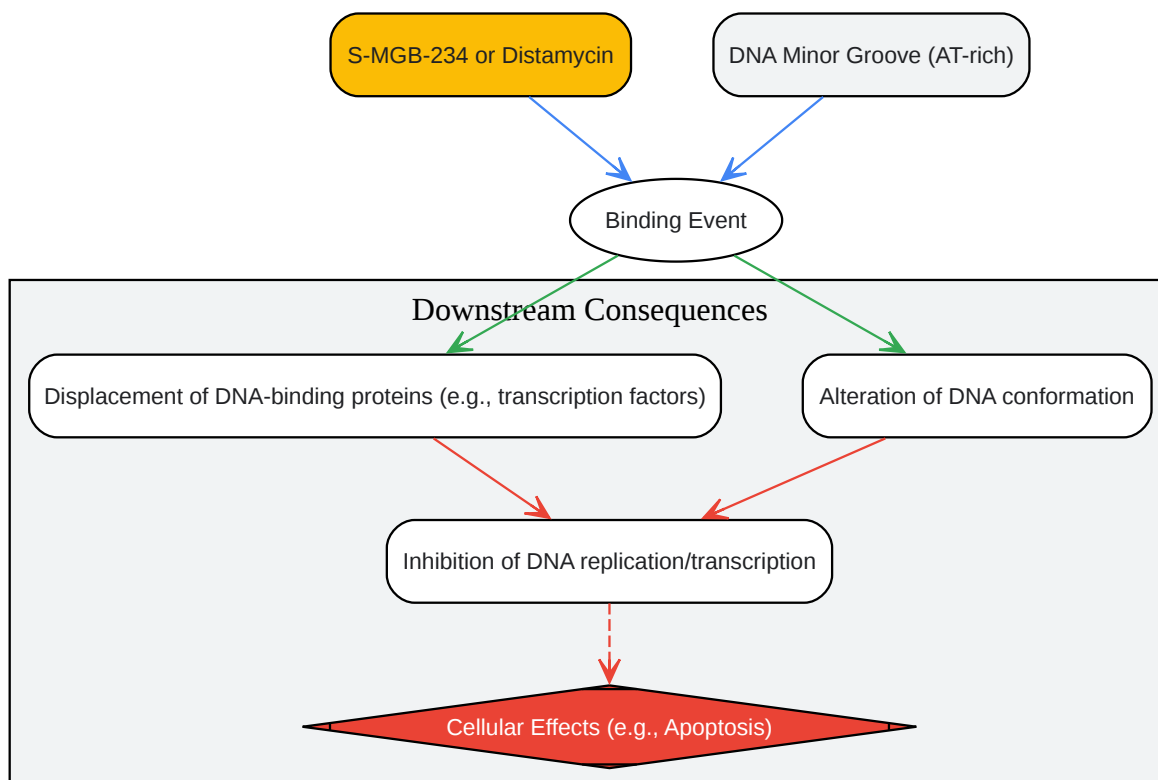 S-MGB-234 or Distamycin
DNA Minor Groove (AT-rich)
Binding Event
Downstream Consequences
Displacement of DNA-binding proteins (e.g., transcription factors)
Alteration of DNA conformation
Inhibition of DNA replication/transcription
Cellular Effects (e.g., Apoptosis)